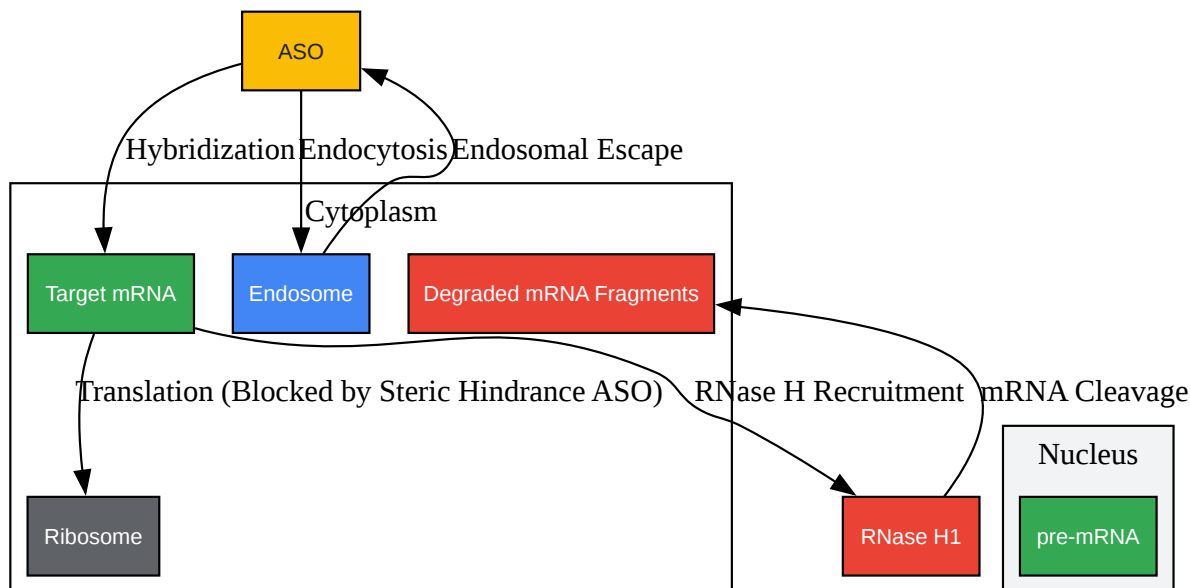 ASO
Hybridization
Endocytosis
Endosomal Escape
Cytoplasm
Target mRNA
Endosome
Degraded mRNA Fragments
Translation (Blocked by Steric Hindrance ASO)
RNase H Recruitment
mRNA Cleavage
Nucleus
Ribosome
RNase H1
pre-mRNA